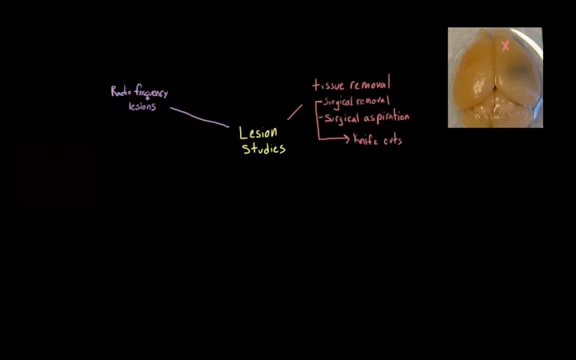 Radio frequency
lesions
Lesion
Studies
tissue removal
- Surgical removal
- Surgical aspiration
knife cuts
x